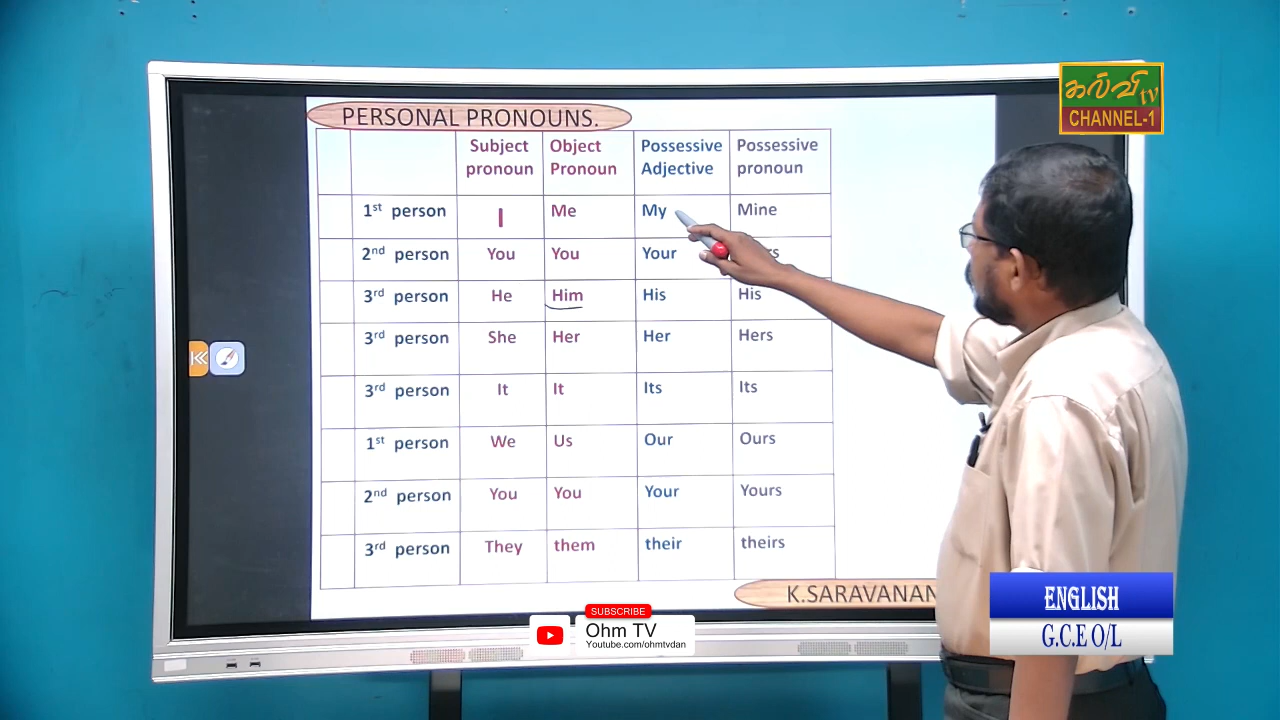 கல்வி tv
CHANNEL-1
PERSONAL PRONOUNS.
Subject pronoun Object Pronoun Possessive Adjective Possessive pronoun
1st person I Me My Mine
2nd person You You Your
3rd person He Him His His
3rd person She Her Her Hers
3rd person It It Its Its
1st person We Us Our Ours
2nd person You You Your Yours
3rd person They them their theirs
K.SARAVANAN
ENGLISH
G.C.E O/L
SUBSCRIBE
Ohm TV
Youtube.com/ohmtvdan